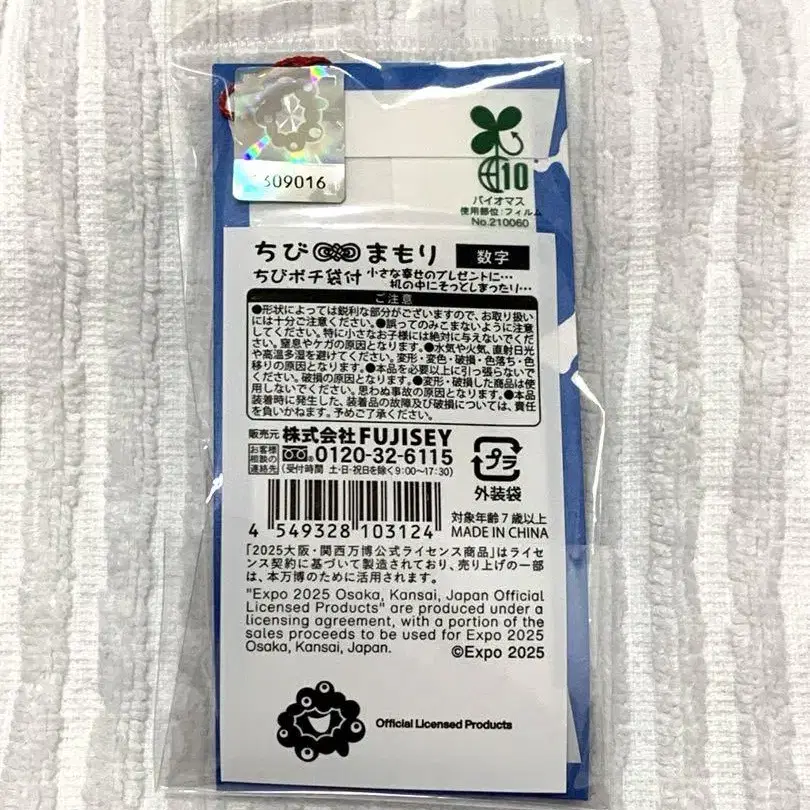 309016
10
バイオマス
使用部位:フィルム
No.210060
ちび まもり 数字
ちびポチ袋付 小さな幸せのプレゼントに…
机の中にそっとしまったり…
ご注意
●形状によっては鋭利な部分がございますので、お取り扱い
には十分ご注意ください。●誤ってのみこまないように注意
してください。特に小さなお子様には絶対に与えないでくだ
さい。窒息やケガの原因となります。●水気や火気、直射日光
や高温多湿を避けてください。変形・変色・破損・色落ち・色
移りの原因となります。●本品を必要以上に引っ張らないで
ください。破損の原因となります。●変形・破損した商品は使
用しないでください。思わぬ事故の原因となります。●本品
装着時に発生した、装着品の故障及び破損については、責任
を負いかねます。予めご了承ください。
販売元 株式会社FUJISEY
お客様
相談の
連絡先
0120-32-6115
(受付時間 土・日・祝日を除く9:00〜17:30)
プラ
外装袋
4 549328 103124
対象年齢7歳以上
MADE IN CHINA
「2025大阪・関西万博公式ライセンス商品」はライセ
ンス契約に基づいて製造されており、売り上げの一部
は、本万博のために活用されます。
"Expo 2025 Osaka, Kansai, Japan Official
Licensed Products" are produced under a
licensing agreement, with a portion of the
sales proceeds to be used for Expo 2025
Osaka, Kansai, Japan.
©Expo 2025
Official Licensed Products